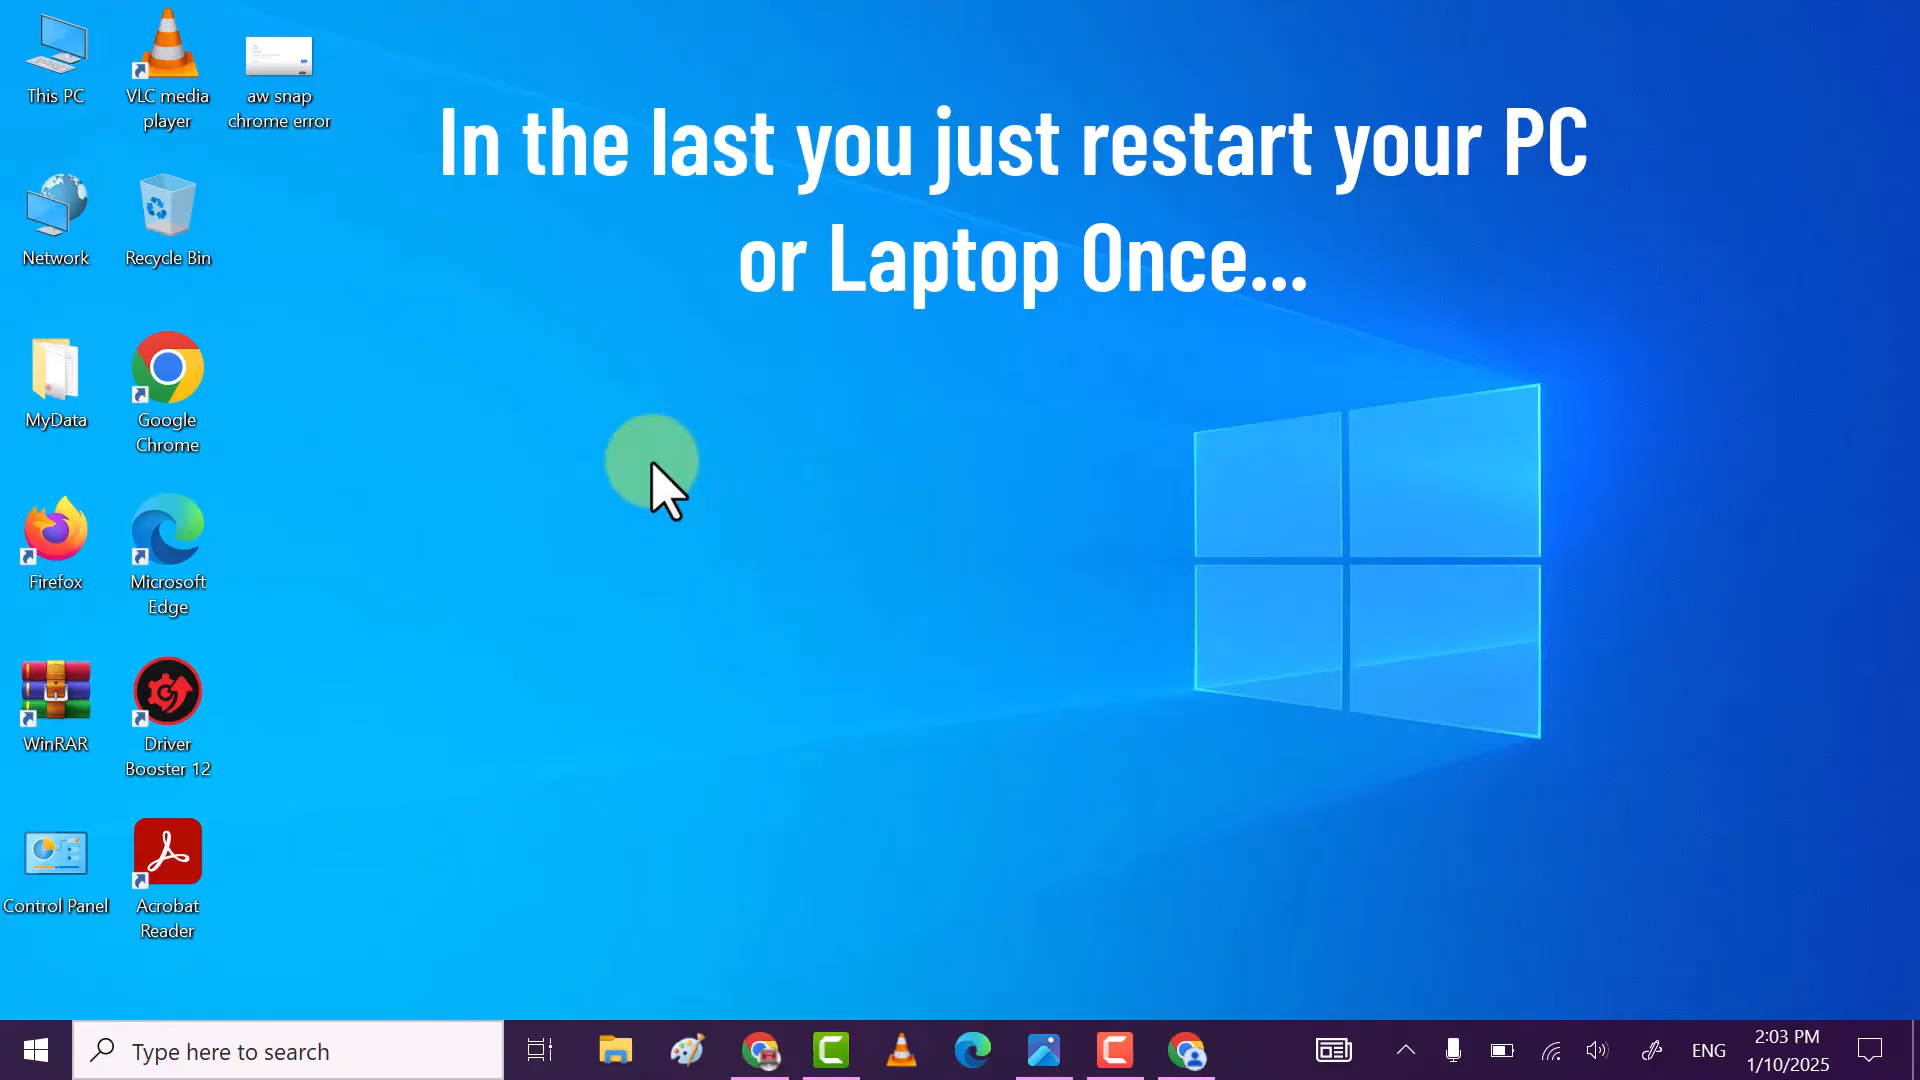 In the last you just restart your PC
or Laptop Once...
This PC
VLC media
player
aw snap
chrome error
Network
Recycle Bin
MyData
Google
Chrome
Firefox
Microsoft
Edge
WinRAR
Driver
Booster 12
Control Panel
Acrobat
Reader
Type here to search
ENG
2:03 PM
1/10/2025